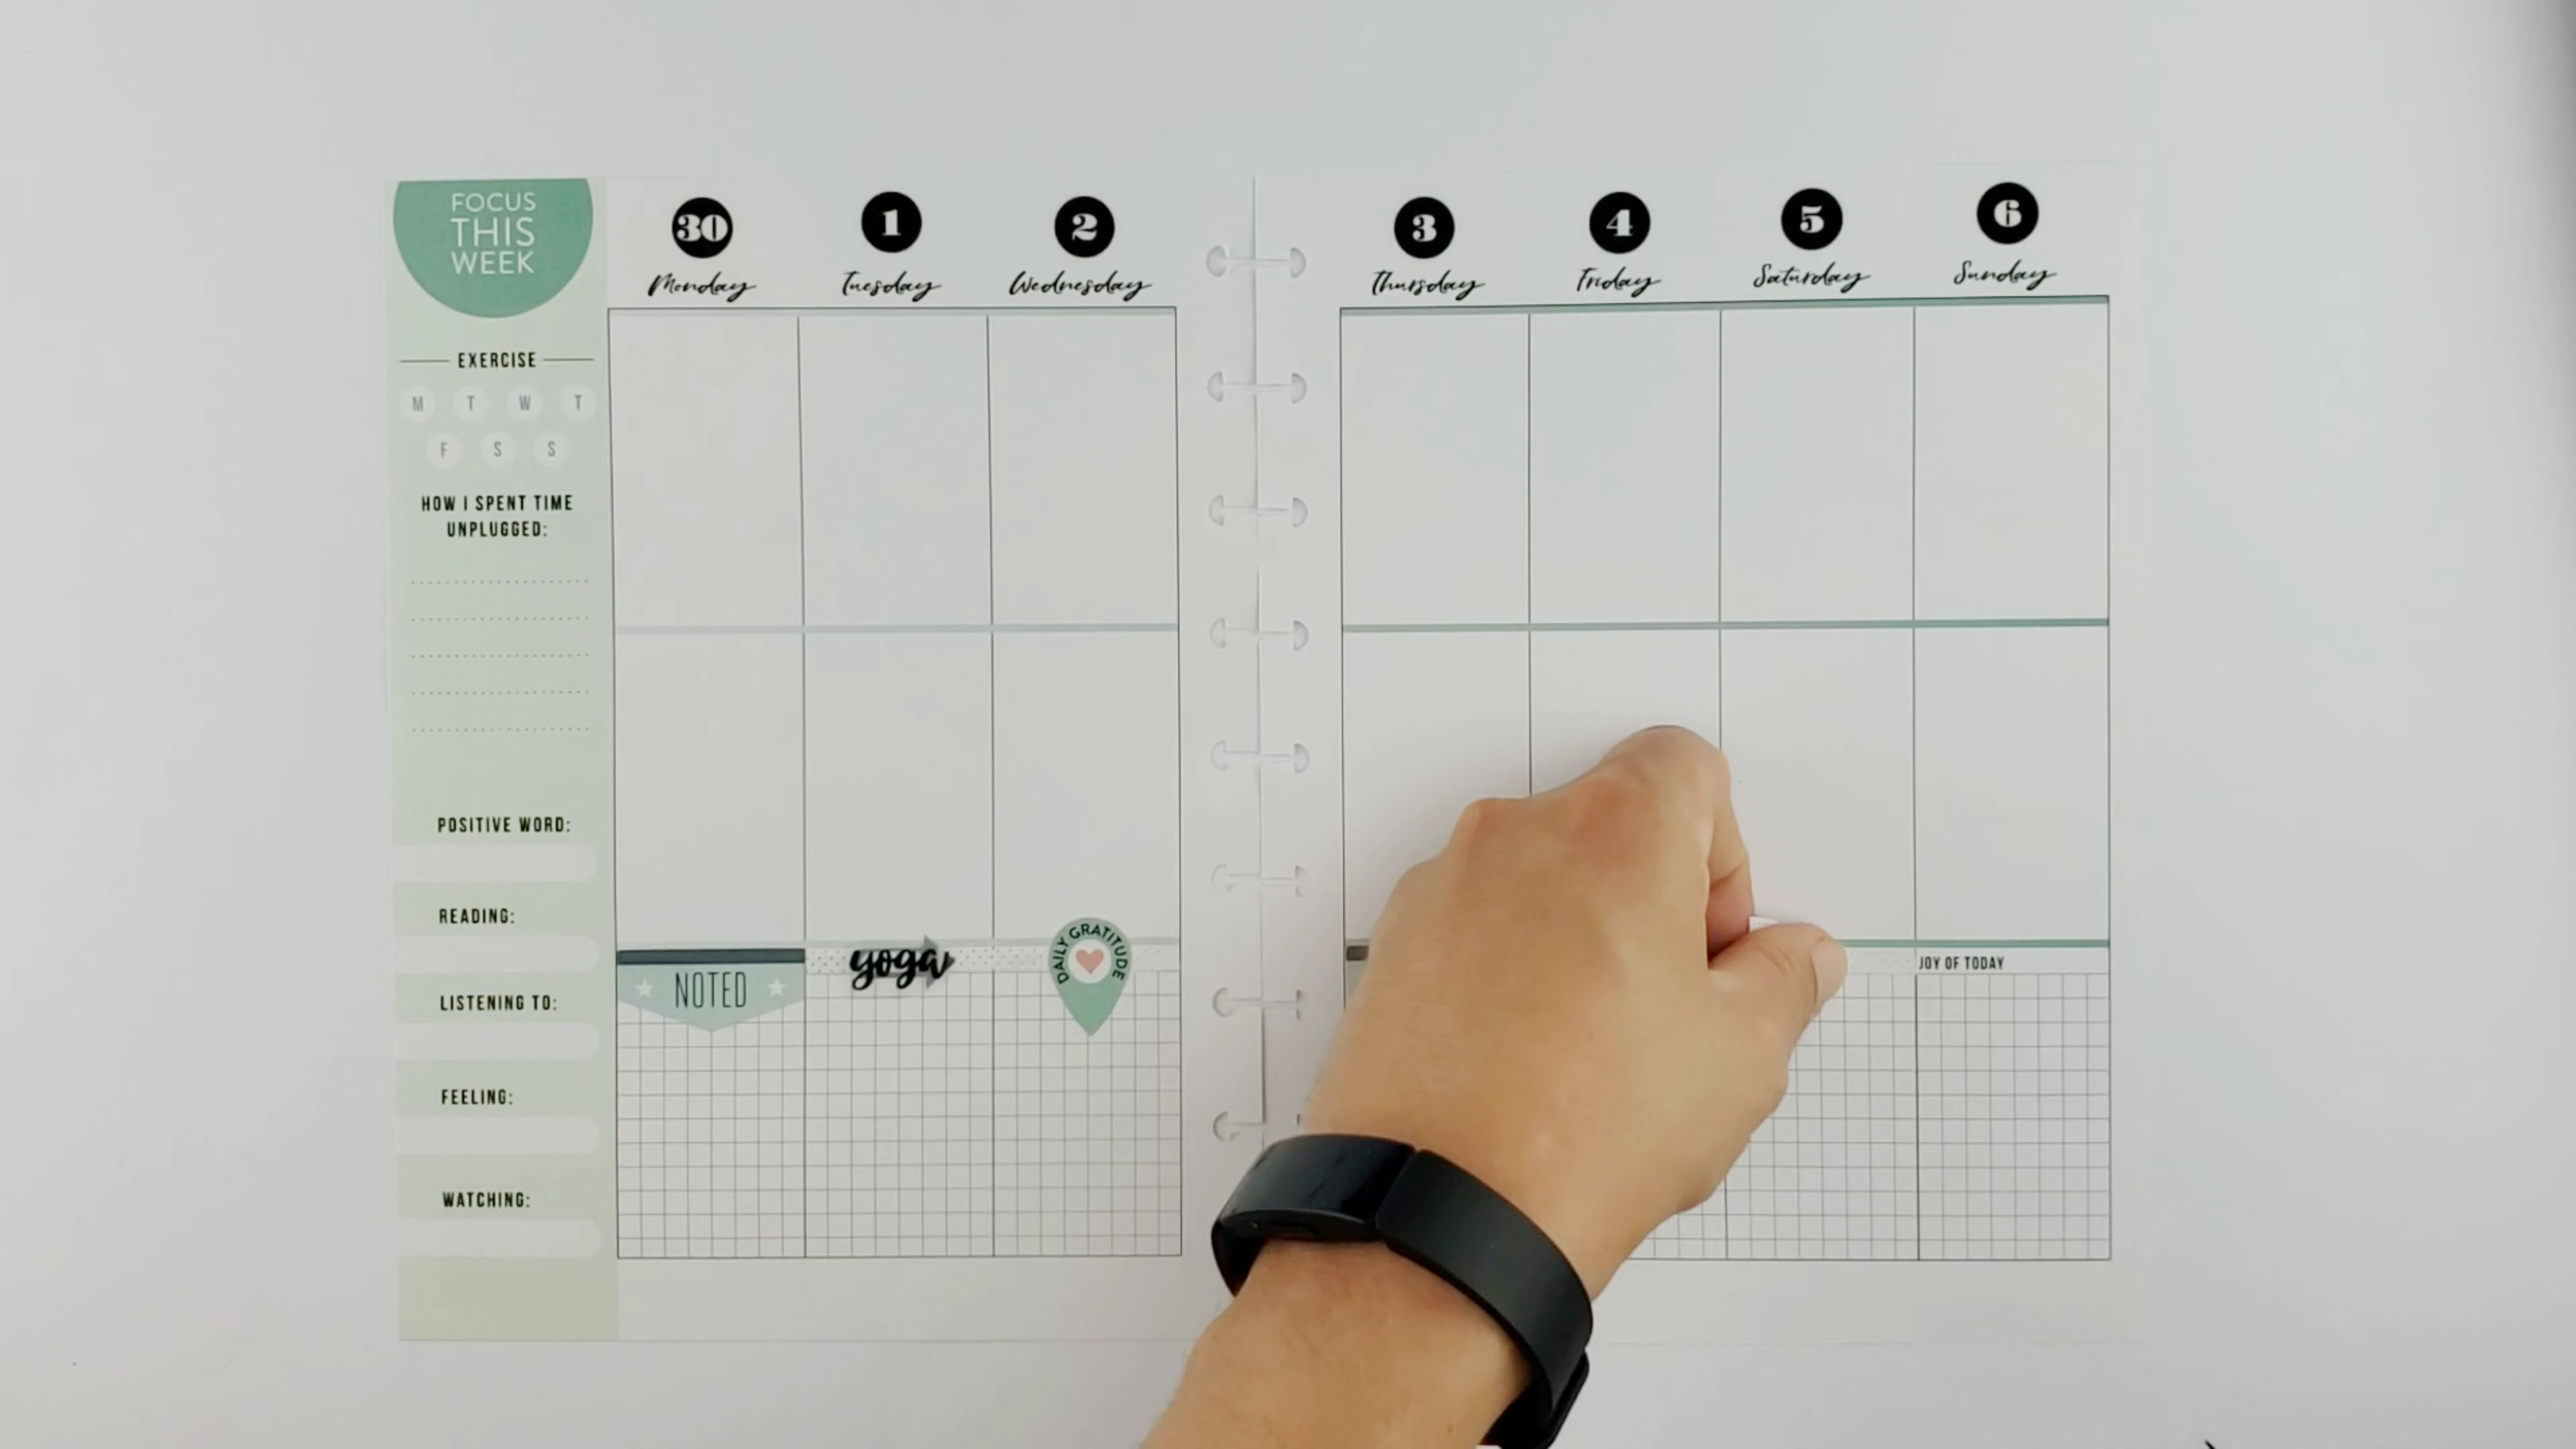 FOCUS
THIS
WEEK
EXERCISE
M T W T
F S S
HOW I SPENT TIME
UNPLUGGED:
POSITIVE WORD:
READING:
LISTENING TO:
FEELING:
WATCHING:
30 1 2
Monday Tuesday Wednesday
NOTED
yoga
DAILY GRATITUDE
3 4 5 6
Thursday Friday Saturday Sunday
JOY OF TODAY